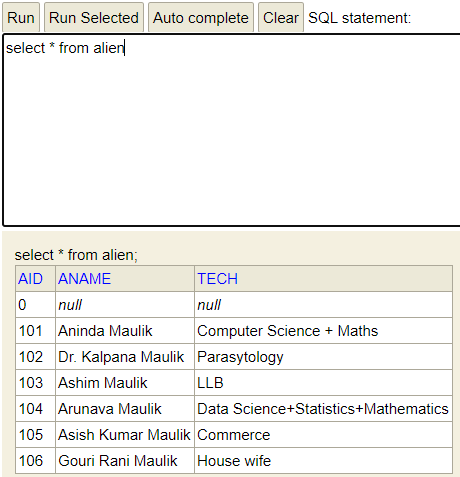 Run Run Selected Auto complete Clear SQL statement:
select * from alien
select * from alien;
AID ANAME TECH
0 null null
101 Aninda Maulik Computer Science + Maths
102 Dr. Kalpana Maulik Parasytology
103 Ashim Maulik LLB
104 Arunava Maulik Data Science+Statistics+Mathematics
105 Asish Kumar Maulik Commerce
106 Gouri Rani Maulik House wife